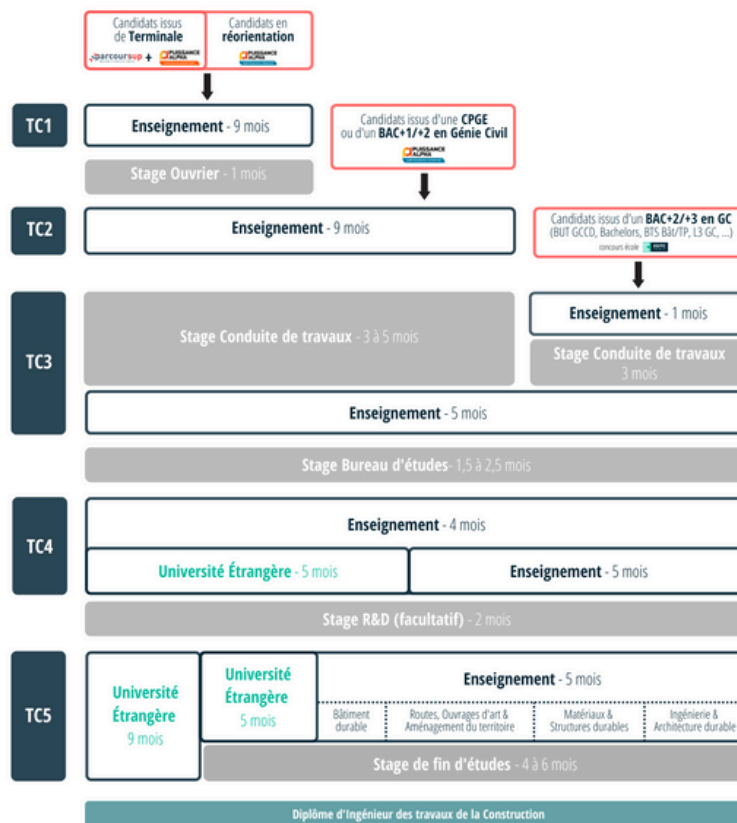 Candidats issus
de Terminale
parcoursup + PUISSANCE ALPHA
Candidats en
réorientation
PUISSANCE ALPHA
TC1
Enseignement - 9 mois
Stage Ouvrier - 1 mois
Candidats issus d'une CPGE
ou d'un BAC+1/+2 en Génie Civil
PUISSANCE ALPHA
TC2
Enseignement - 9 mois
Candidats issus d'un BAC+2/+3 en GC
(BUT GCCD, Bachelors, BTS Bât/TP, L3 GC, ...)
concours école
TC3
Stage Conduite de travaux - 3 à 5 mois
Enseignement - 1 mois
Stage Conduite de travaux
3 mois
Enseignement - 5 mois
Stage Bureau d'études- 1,5 à 2,5 mois
TC4
Enseignement - 4 mois
Université Étrangère - 5 mois
Enseignement - 5 mois
Stage R&D (facultatif) - 2 mois
TC5
Université
Étrangère
9 mois
Université
Étrangère
5 mois
Enseignement - 5 mois
Bâtiment
durable
Routes, Ouvrages d'art &
Aménagement du territoire
Matériaux &
Structures durables
Ingénierie &
Architecture durable
Stage de fin d'études - 4 à 6 mois
Diplôme d'Ingénieur des travaux de la Construction